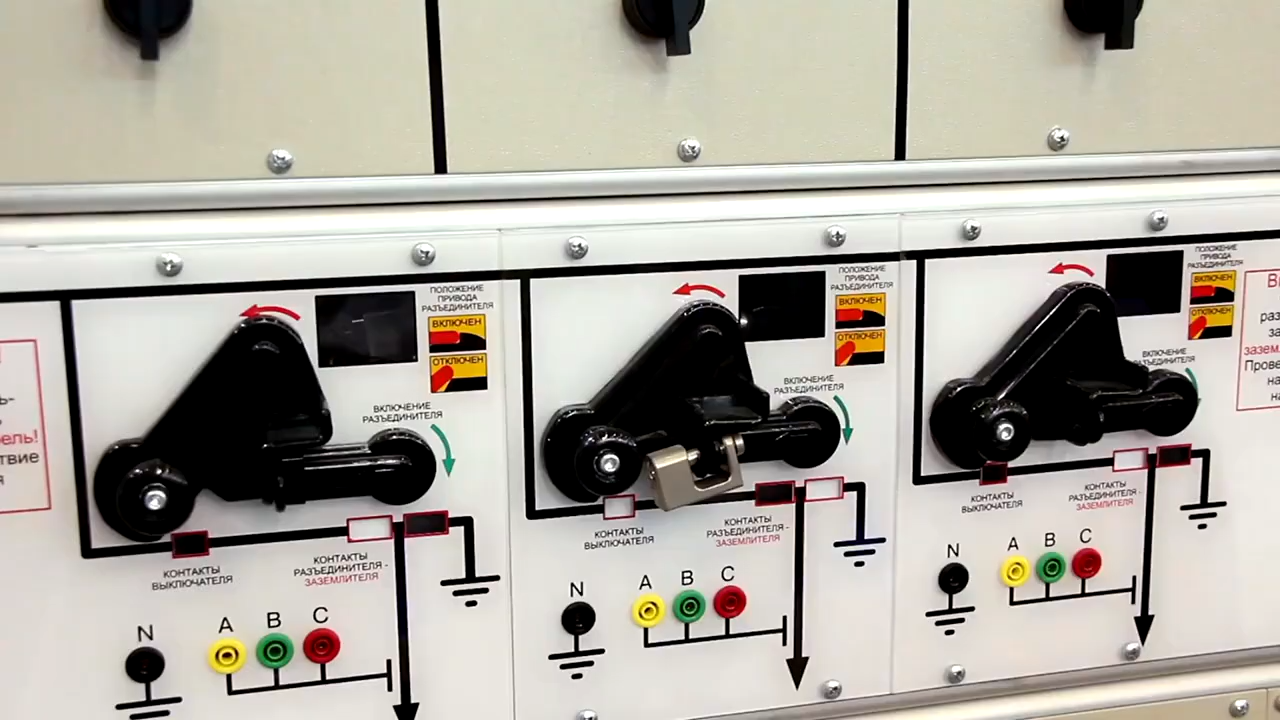 ПОЛОЖЕНИЕ
ПРИВОДА
РАЗЪЕДИНИТЕЛЯ
ВКЛЮЧЕН
ОТКЛЮЧЕН
ВКЛЮЧЕНИЕ
РАЗЪЕДИНИТЕЛЯ
КОНТАКТЫ
ВЫКЛЮЧАТЕЛЯ
КОНТАКТЫ
РАЗЪЕДИНИТЕЛЯ -
ЗАЗЕМЛИТЕЛЯ
N
A B C
ПОЛОЖЕНИЕ
ПРИВОДА
РАЗЪЕДИНИТЕЛЯ
ВКЛЮЧЕН
ОТКЛЮЧЕН
ВКЛЮЧЕНИЕ
РАЗЪЕДИНИТЕЛЯ
КОНТАКТЫ
ВЫКЛЮЧАТЕЛЯ
КОНТАКТЫ
РАЗЪЕДИНИТЕЛЯ -
ЗАЗЕМЛИТЕЛЯ
N
A B C
ПОЛОЖЕНИЕ
ПРИВОДА
РАЗЪЕДИНИТЕЛЯ
ВКЛЮЧЕН
ОТКЛЮЧЕН
ВКЛЮЧЕНИЕ
РАЗЪЕДИНИТЕЛЯ
КОНТАКТЫ
ВЫКЛЮЧАТЕЛЯ
КОНТАКТЫ
РАЗЪЕДИНИТЕЛЯ -
ЗАЗЕМЛИТЕЛЯ
N
A B C